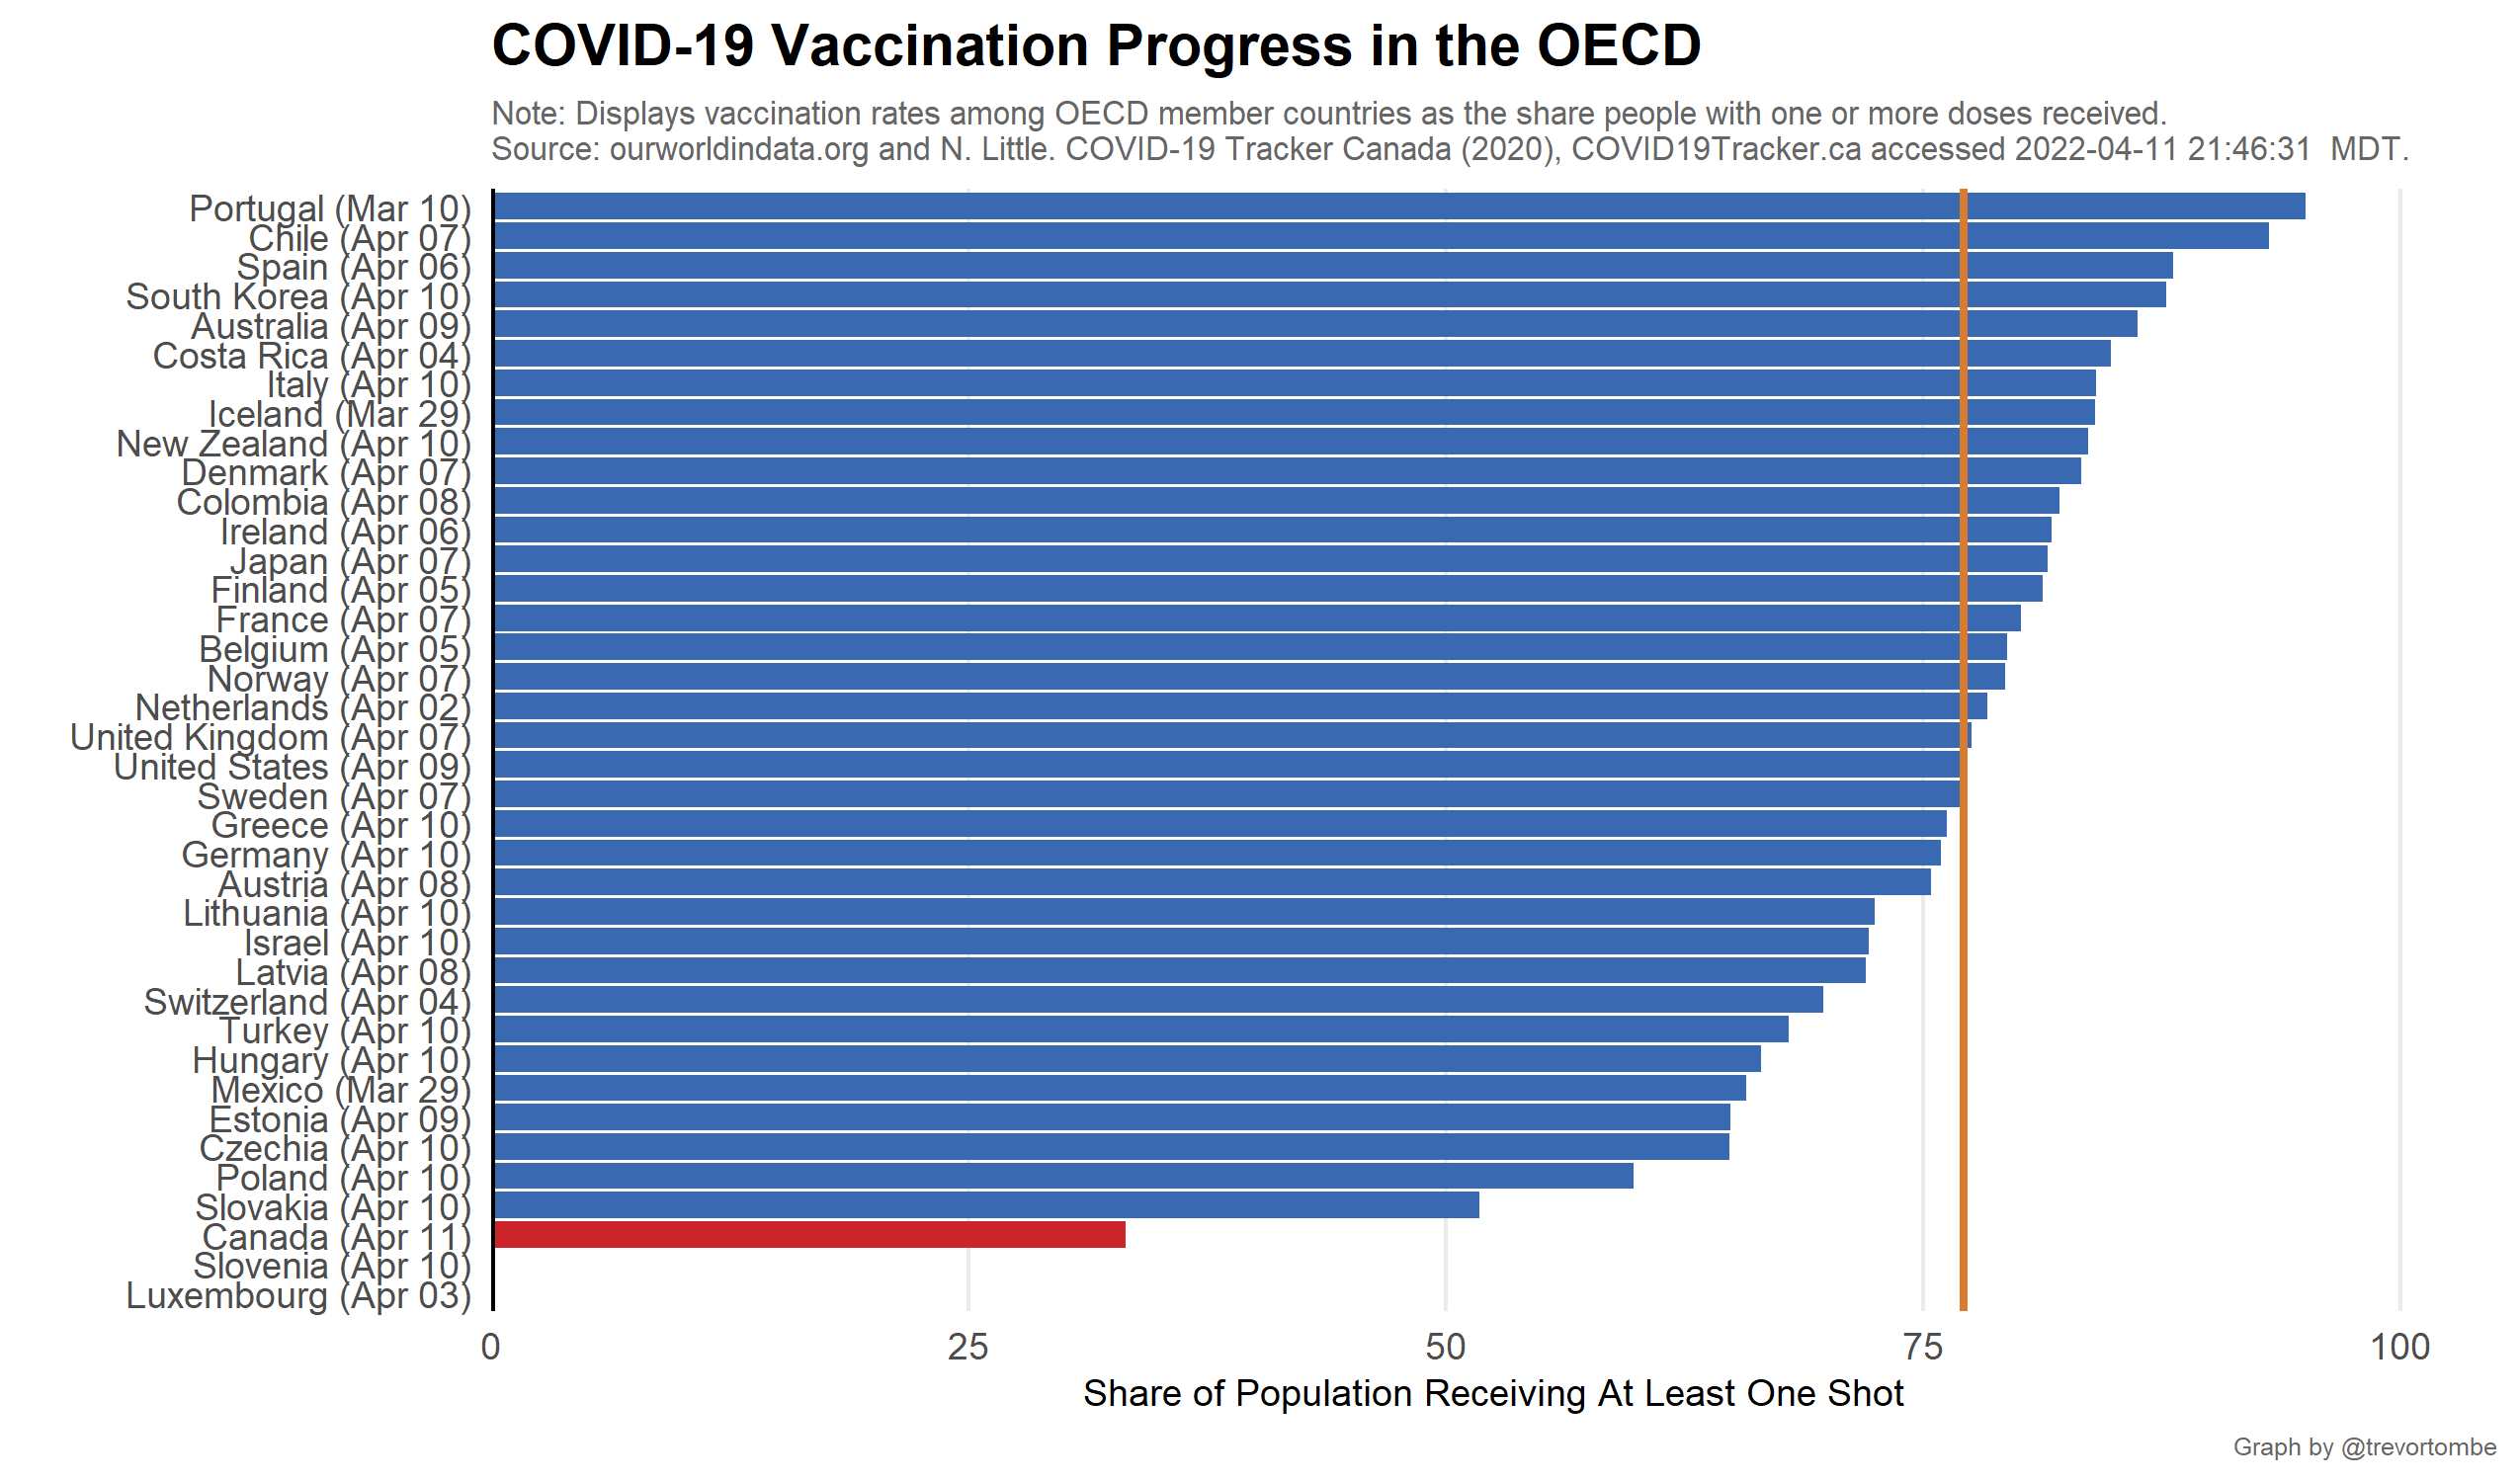 COVID-19 Vaccination Progress in the OECD
Note: Displays vaccination rates among OECD member countries as the share people with one or more doses received.
Source: ourworldindata.org and N. Little. COVID-19 Tracker Canada (2020), COVID19Tracker.ca accessed 2022-04-11 21:46:31  MDT.
Portugal (Mar 10)
Chile (Apr 07)
Spain (Apr 06)
South Korea (Apr 10)
Australia (Apr 09)
Costa Rica (Apr 04)
Italy (Apr 10)
Iceland (Mar 29)
New Zealand (Apr 10)
Denmark (Apr 07)
Colombia (Apr 08)
Ireland (Apr 06)
Japan (Apr 07)
Finland (Apr 05)
France (Apr 07)
Belgium (Apr 05)
Norway (Apr 07)
Netherlands (Apr 02)
United Kingdom (Apr 07)
United States (Apr 09)
Sweden (Apr 07)
Greece (Apr 10)
Germany (Apr 10)
Austria (Apr 08)
Lithuania (Apr 10)
Israel (Apr 10)
Latvia (Apr 08)
Switzerland (Apr 04)
Turkey (Apr 10)
Hungary (Apr 10)
Mexico (Mar 29)
Estonia (Apr 09)
Czechia (Apr 10)
Poland (Apr 10)
Slovakia (Apr 10)
Canada (Apr 11)
Slovenia (Apr 10)
Luxembourg (Apr 03)
0 25 50 75 100
Share of Population Receiving At Least One Shot
Graph by @trevortombe